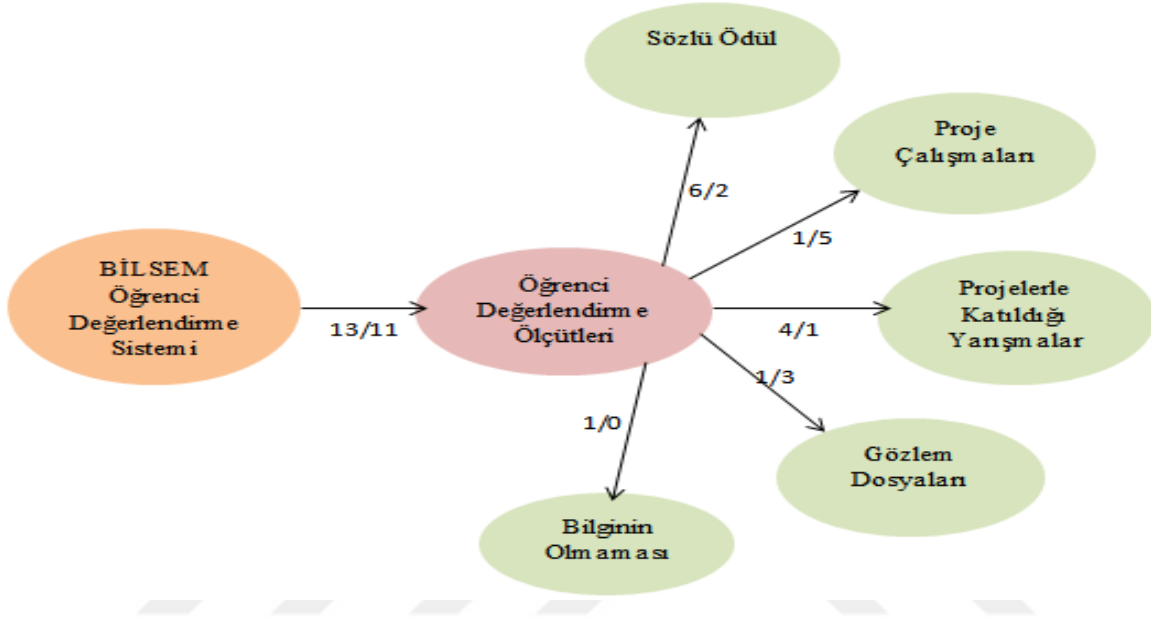 Sözlü Ödül
Proje
Çalışmaları
6/2
1/5
BİLSEM
Öğrenci
Değerlendirme
Sistemi
13/11
Öğrenci
Değerlendirme
Ölçütleri
4/1
Projelerle
Katıldığı
Yarışmalar
1/3
1/0
Gözlem
Dosyaları
Bilginin
Olmaması